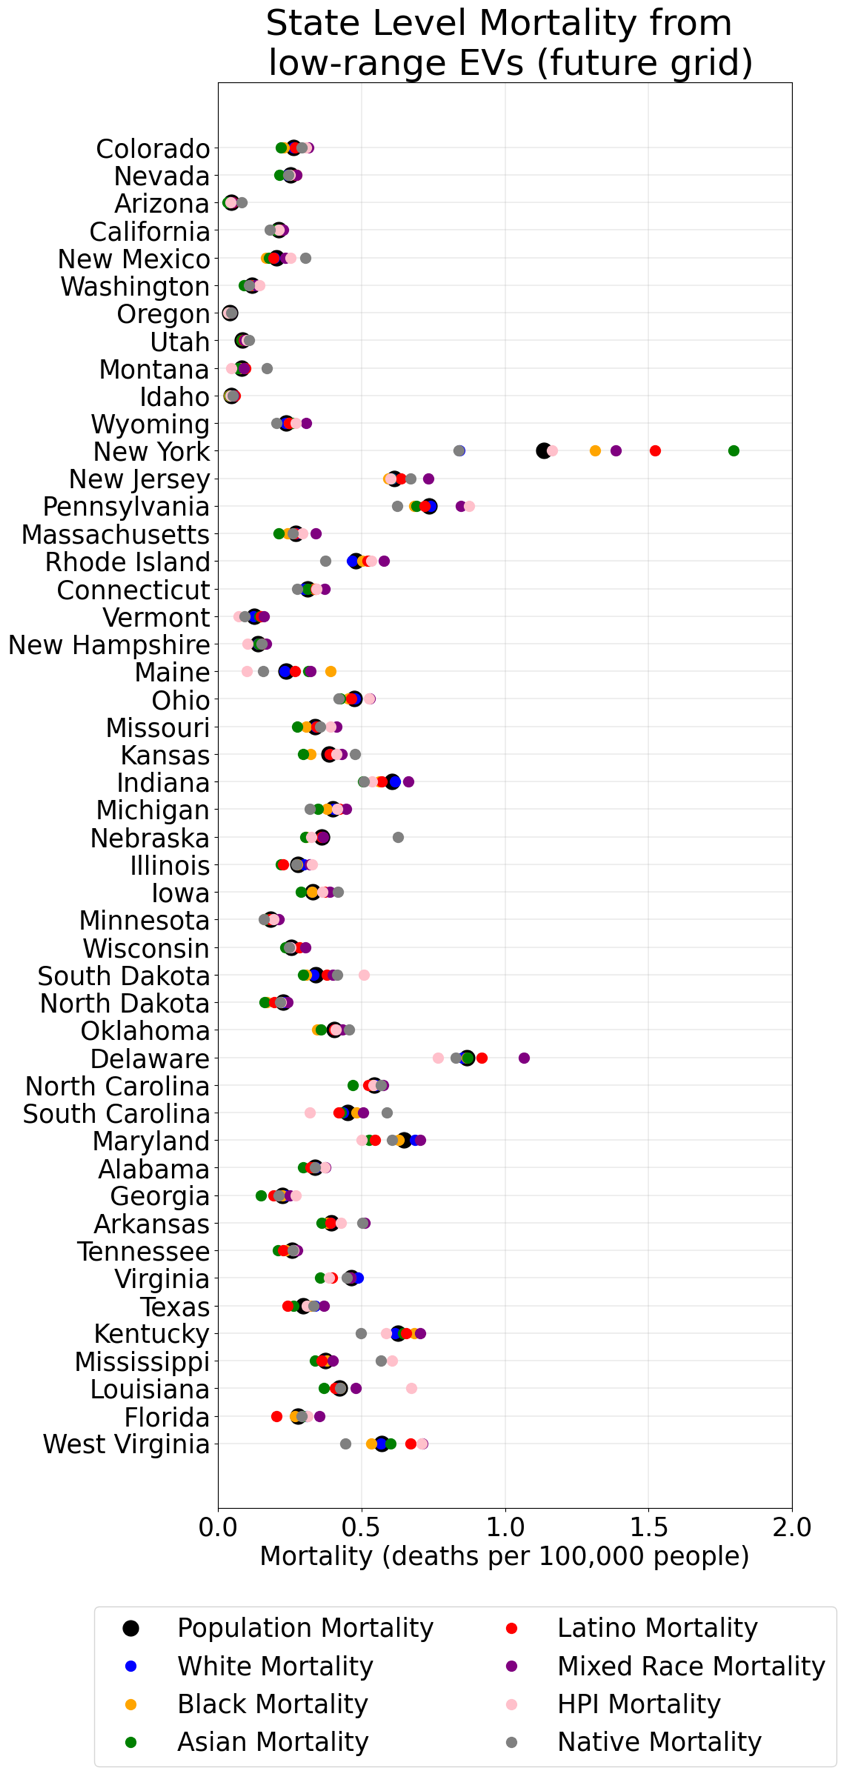 State Level Mortality from
low-range EVs (future grid)
Colorado
Nevada
Arizona
California
New Mexico
Washington
Oregon
Utah
Montana
Idaho
Wyoming
New York
New Jersey
Pennsylvania
Massachusetts
Rhode Island
Connecticut
Vermont
New Hampshire
Maine
Ohio
Missouri
Kansas
Indiana
Michigan
Nebraska
Illinois
Iowa
Minnesota
Wisconsin
South Dakota
North Dakota
Oklahoma
Delaware
North Carolina
South Carolina
Maryland
Alabama
Georgia
Arkansas
Tennessee
Virginia
Texas
Kentucky
Mississippi
Louisiana
Florida
West Virginia
0.0 0.5 1.0 1.5 2.0
Mortality (deaths per 100,000 people)
Population Mortality
White Mortality
Black Mortality
Asian Mortality
Latino Mortality
Mixed Race Mortality
HPI Mortality
Native Mortality